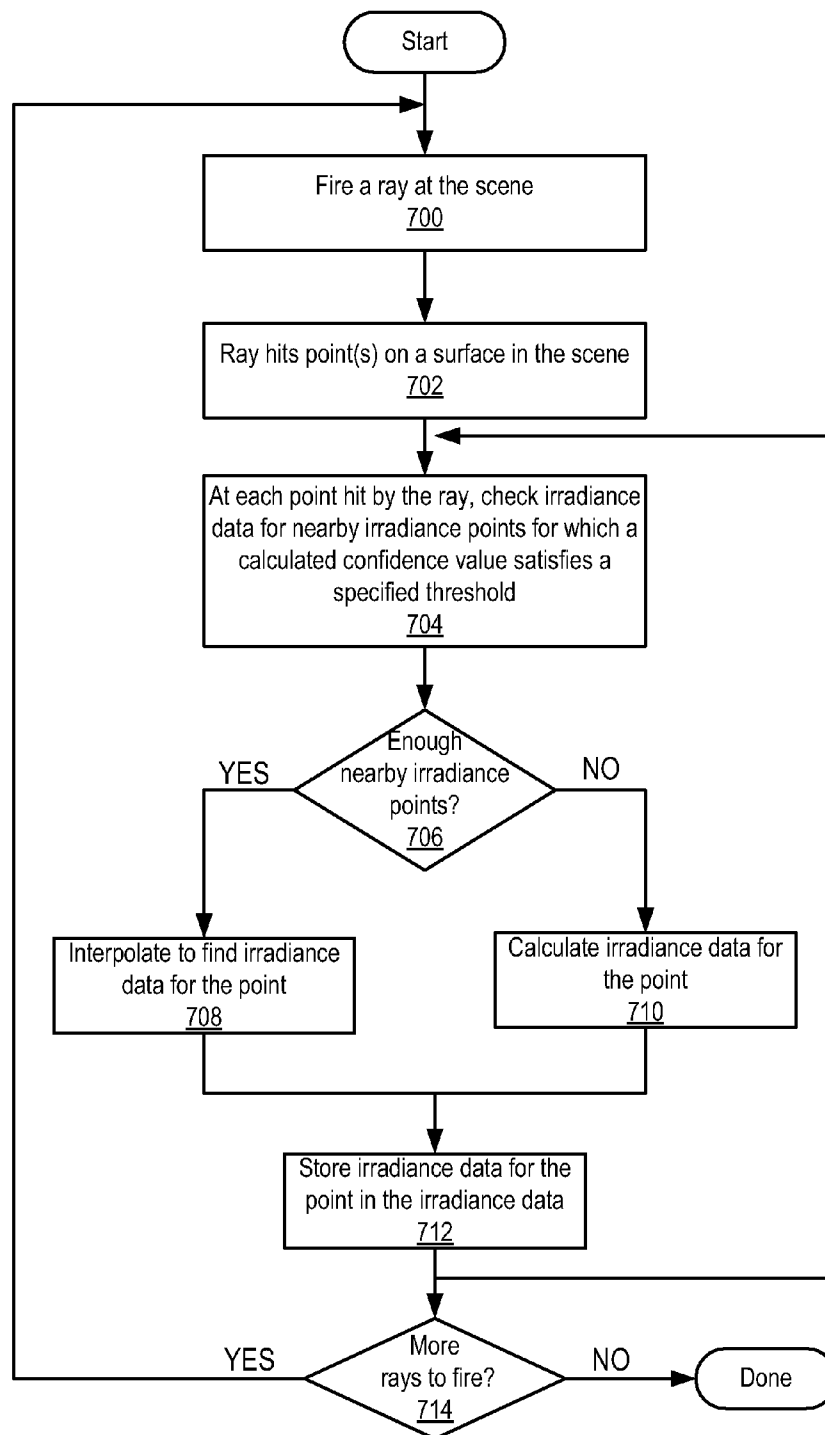 Start
Fire a ray at the scene
700
Ray hits point(s) on a surface in the scene
702
At each point hit by the ray, check irradiance
data for nearby irradiance points for which a
calculated confidence value satisfies a
specified threshold
704
Enough
nearby irradiance
points?
706
YES
NO
Interpolate to find irradiance
data for the point
708
Calculate irradiance data for
the point
710
Store irradiance data for the
point in the irradiance data
712
More
rays to fire?
714
YES
NO
Done